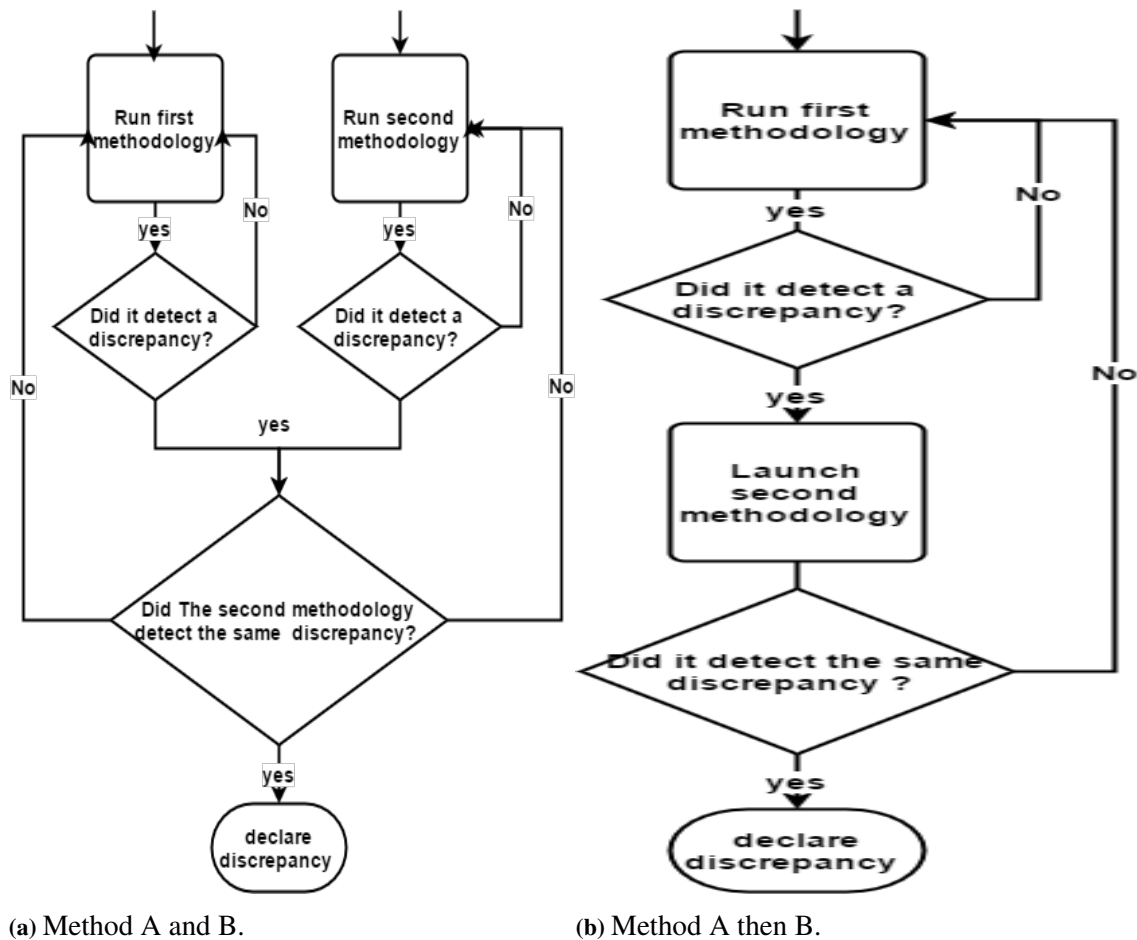 Run first
methodology
No
yes
Did it detect a
discrepancy?
Run second
methodology
No
yes
Did it detect a
discrepancy?
No
yes
No
Did The second methodology
detect the same discrepancy?
yes
declare
discrepancy
(a) Method A and B.
Run first
methodology
No
yes
Did it detect a
discrepancy?
No
yes
Launch
second
methodology
Did it detect the same
discrepancy ?
yes
declare
discrepancy
(b) Method A then B.